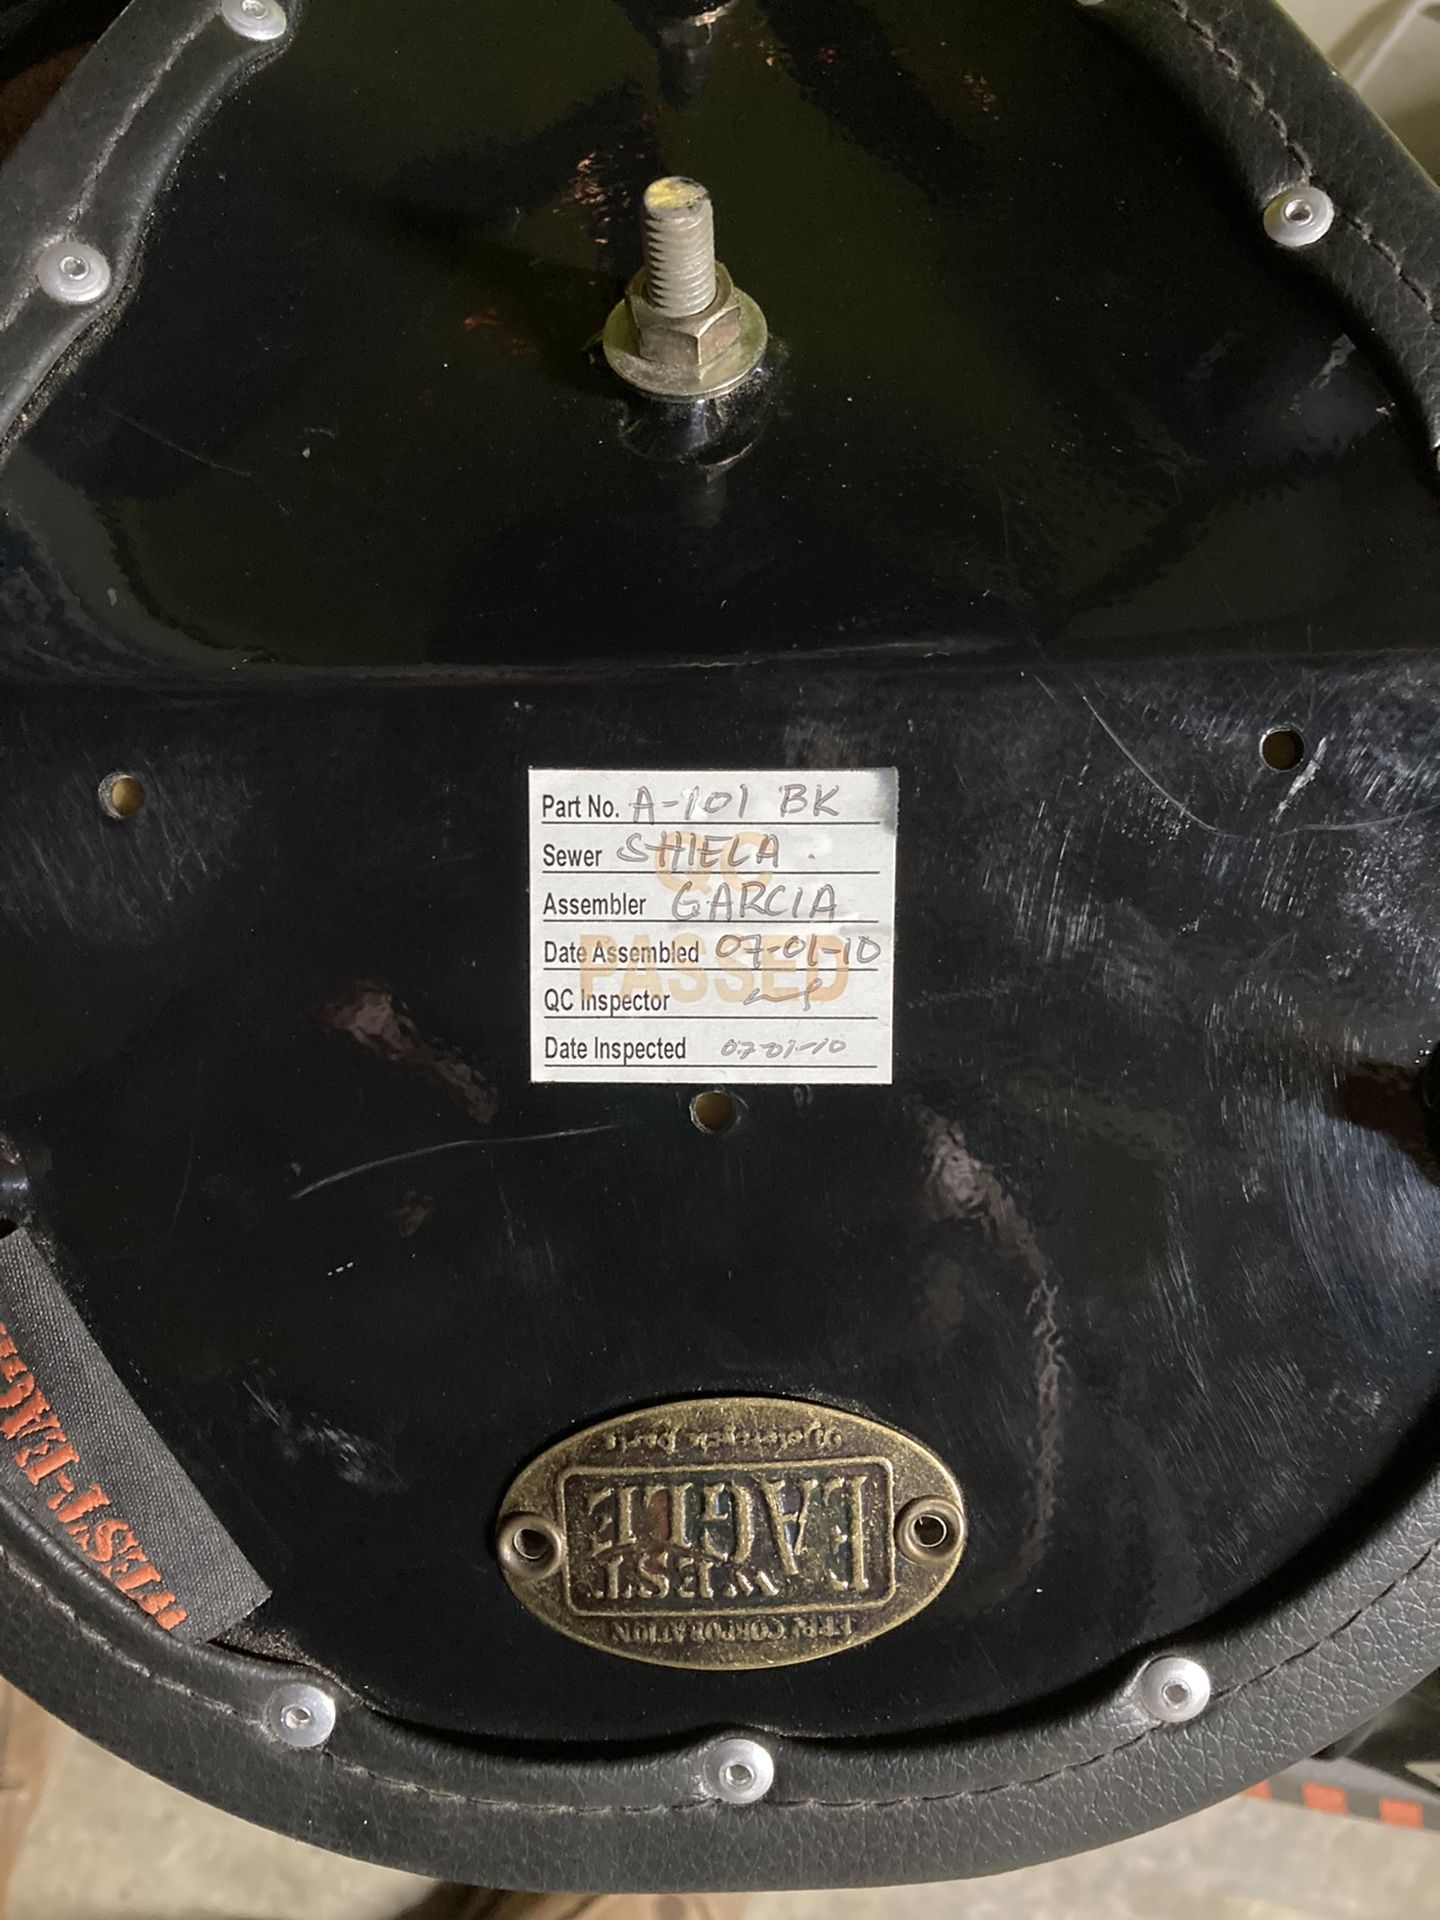 Part No. A-101 BK
Sewer SHIELA .
Assembler GARCIA
Date Assembled 07-01-10
QC Inspector
Date Inspected 07-01-10
QC
PASSED
Motorcycle Parts
WEST
EAGLE
CORPORATION